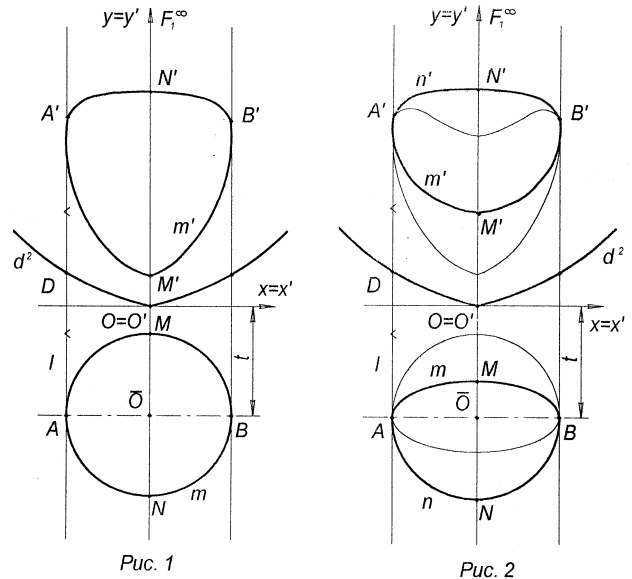 y=y' F₁^∞
N'
A' B'
m'
d²
D M' x=x'
O=O' M
l t
Ō
A B
N m
Рис. 1
y=y' F₁^∞
n' N'
A' B'
m'
M'
d² D
O=O' x=x'
l t
m M
Ō
A B
n N
Рис. 2